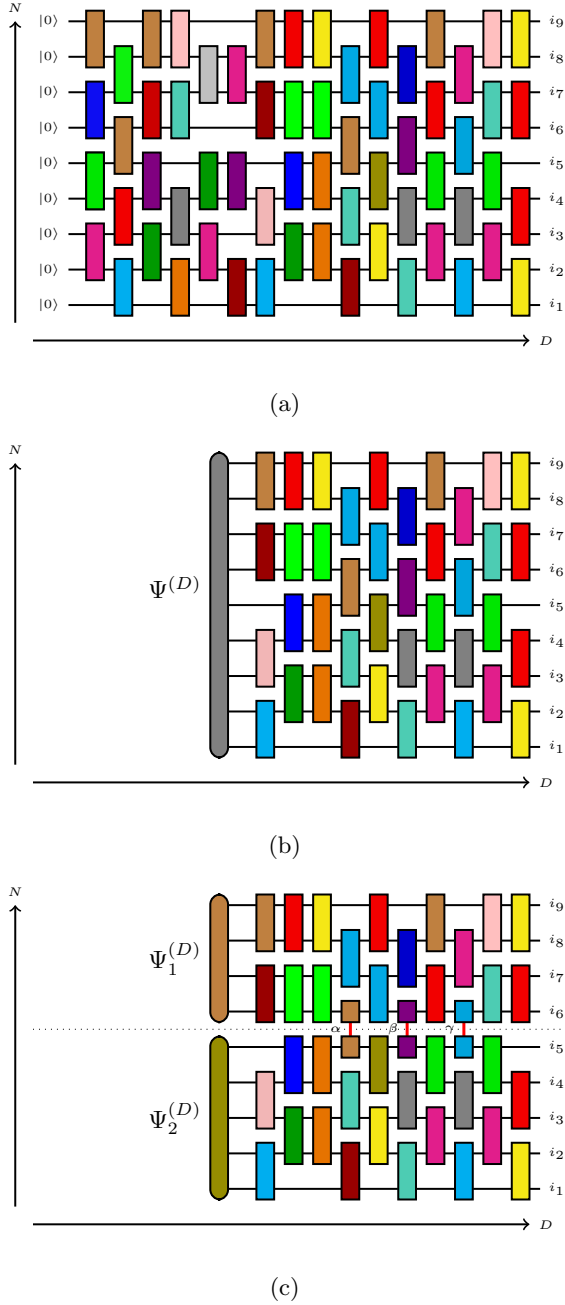 N
|0⟩ i₉
|0⟩ i₈
|0⟩ i₇
|0⟩ i₆
|0⟩ i₅
|0⟩ i₄
|0⟩ i₃
|0⟩ i₂
|0⟩ i₁
D
(a)
N
i₉
i₈
i₇
i₆
Ψ^(D) i₅
i₄
i₃
i₂
i₁
D
(b)
N
i₉
i₈
Ψ₁^(D)
i₇
i₆
α β γ
i₅
i₄
Ψ₂^(D)
i₃
i₂
i₁
D
(c)